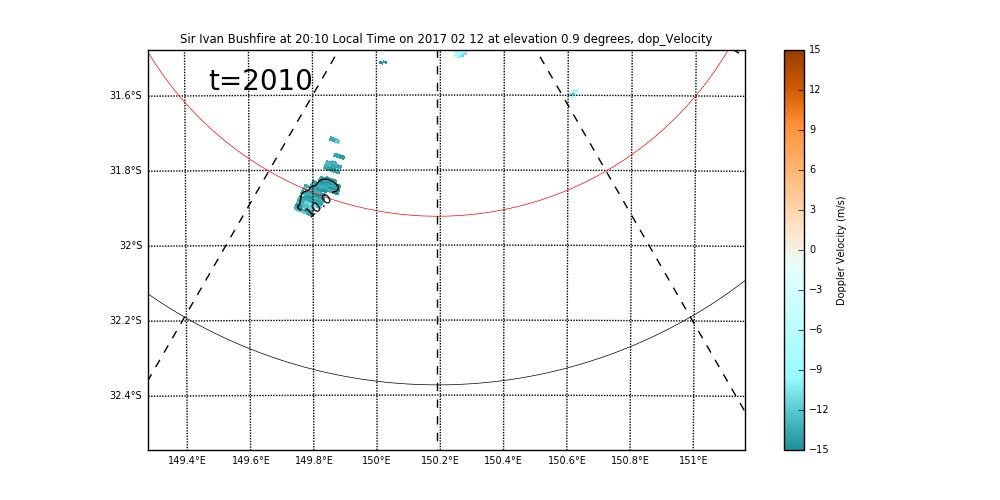 Sir Ivan Bushfire at 20:10 Local Time on 2017 02 12 at elevation 0.9 degrees, dop_Velocity
t=2010
31.6°S
31.8°S
32°S
32.2°S
32.4°S
149.4°E 149.6°E 149.8°E 150°E 150.2°E 150.4°E 150.6°E 150.8°E 151°E
15
12
9
6
3
0
−3
−6
−9
−12
−15
Doppler Velocity (m/s)